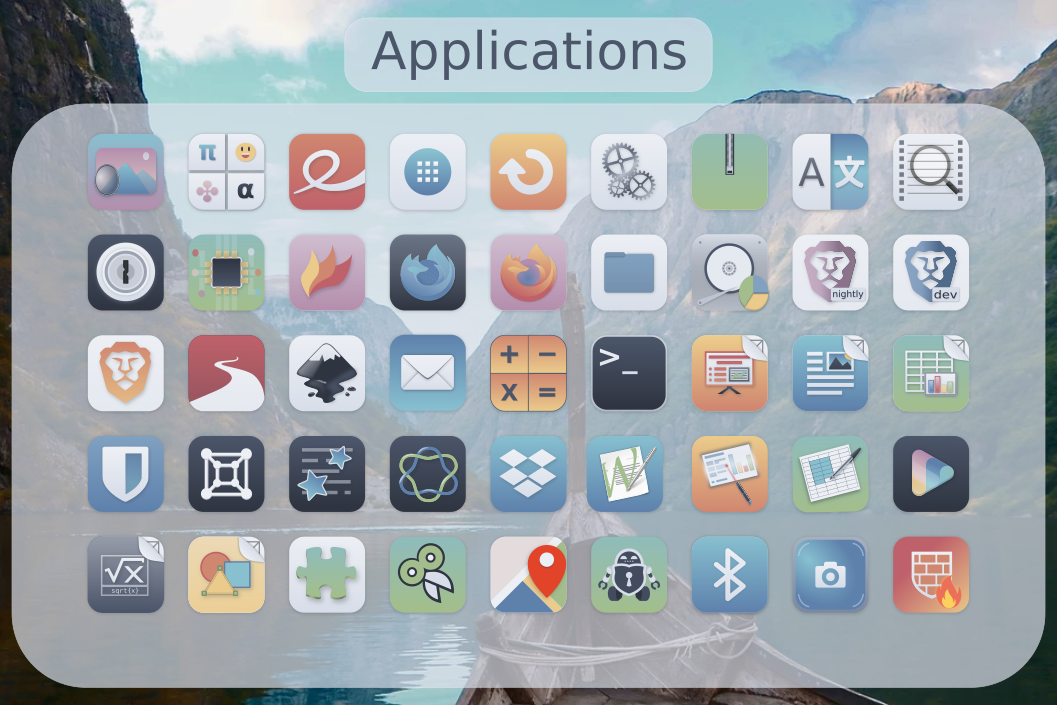 Applications
π
α
A 文
nightly
dev
+ −
x =
>_
√x
sqrt(x)